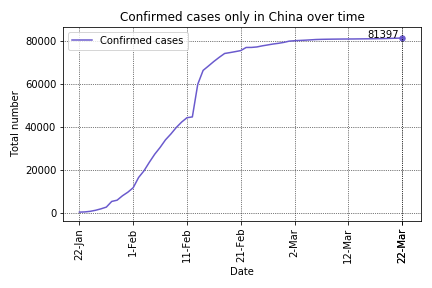 Confirmed cases only in China over time
81397
Confirmed cases
80000
60000
40000
20000
0
Total number
22-Jan
1-Feb
11-Feb
21-Feb
2-Mar
12-Mar
22-Mar
Date